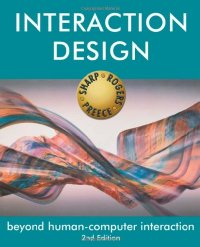 INTERACTION
DESIGN
SHARP · ROGERS
PREECE
beyond human-computer interaction
2nd Edition